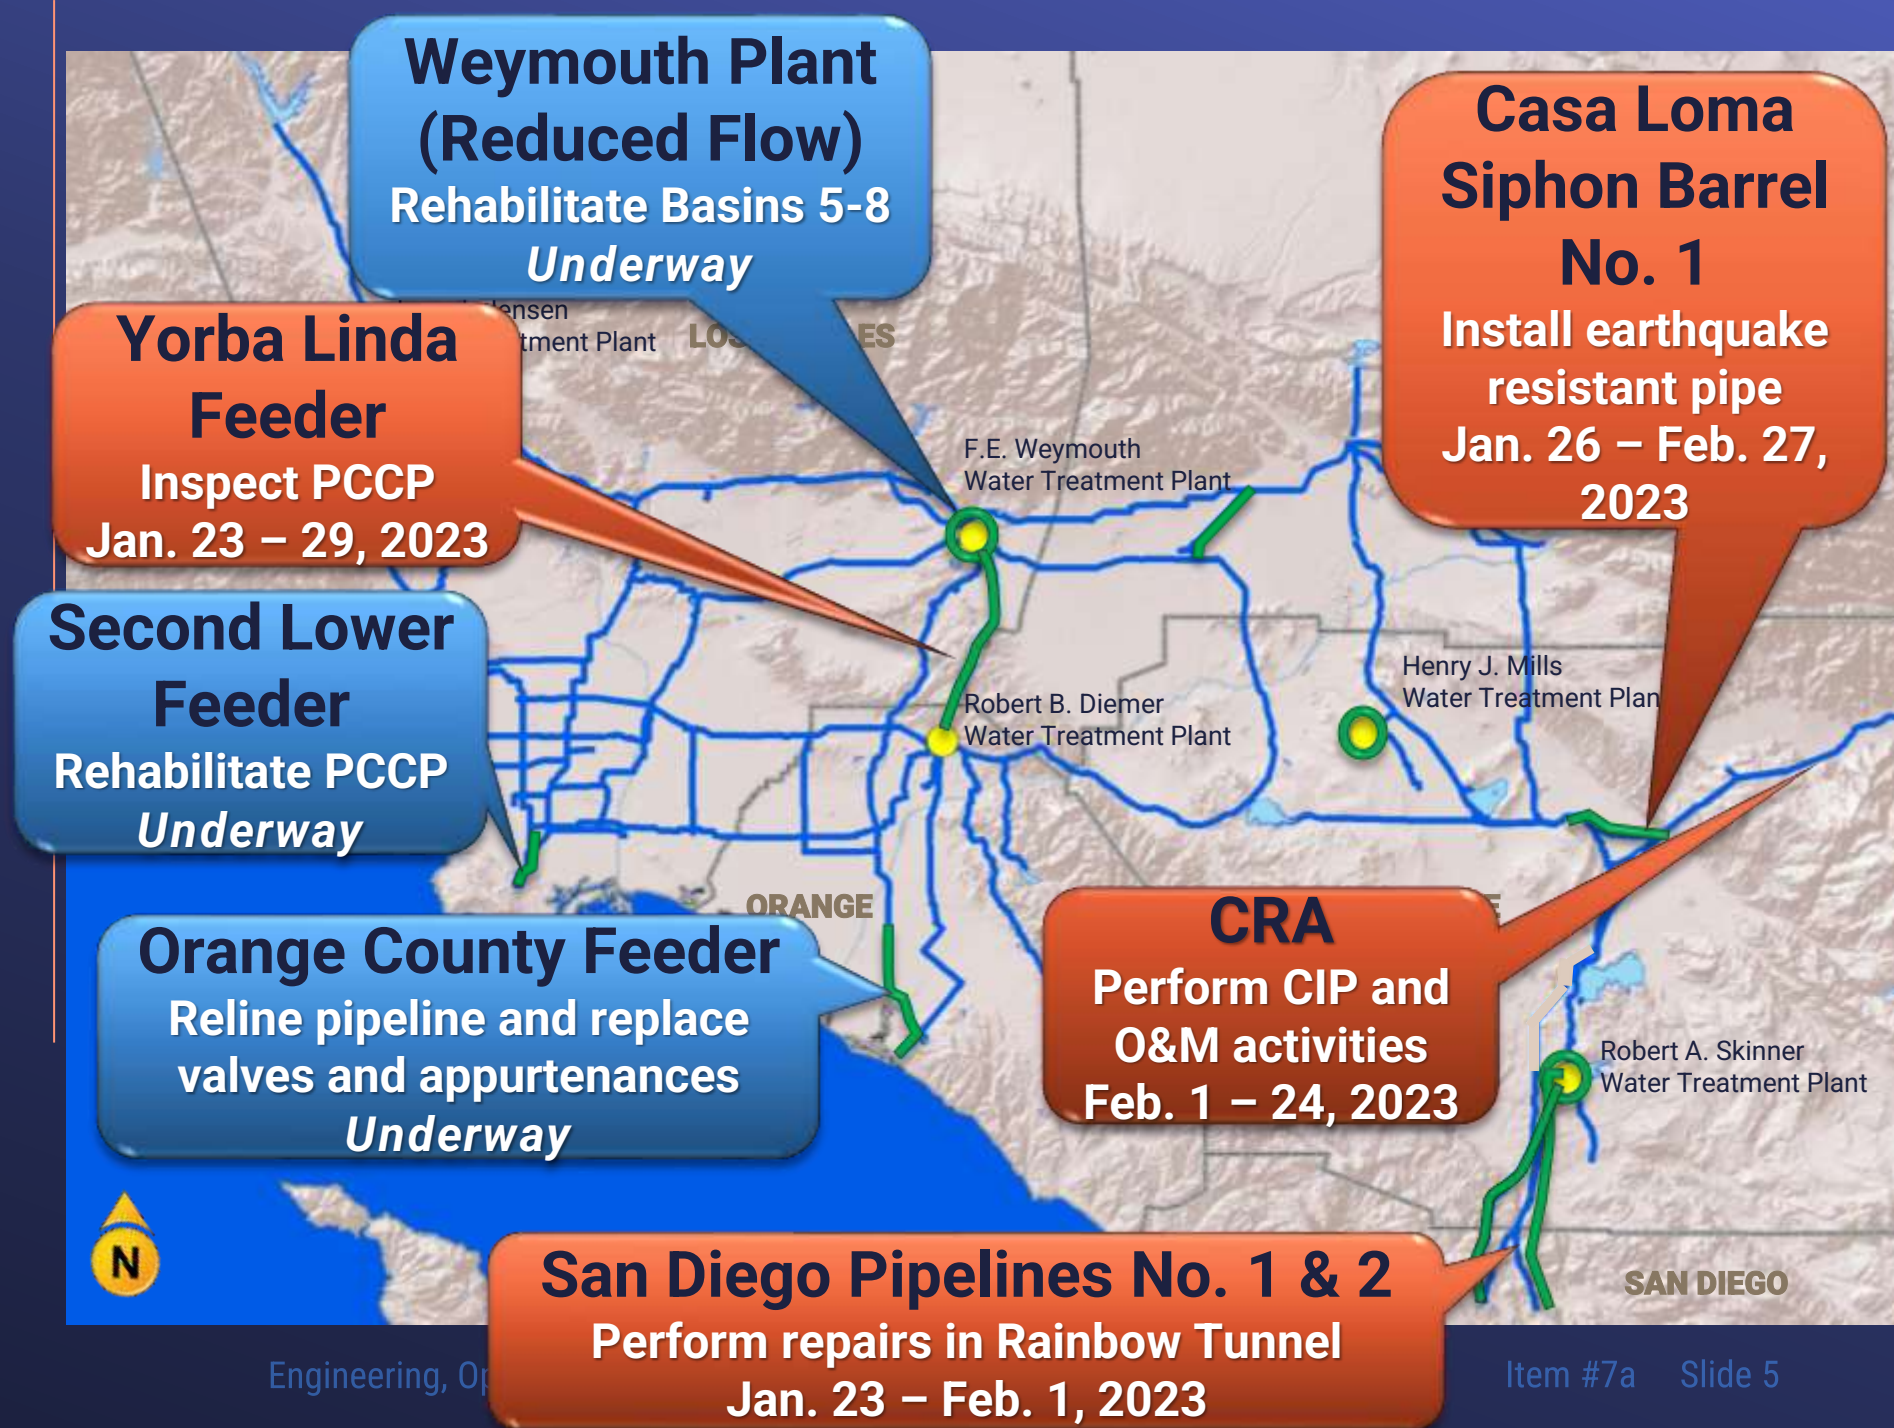 Weymouth Plant
(Reduced Flow)
Rehabilitate Basins 5-8
Underway
Casa Loma
Siphon Barrel
No. 1
Install earthquake
resistant pipe
Jan. 26 – Feb. 27,
2023
Yorba Linda
Feeder
Inspect PCCP
Jan. 23 – 29, 2023
Plant
F.E. Weymouth
Water Treatment Plant
Second Lower
Feeder
Rehabilitate PCCP
Underway
Henry J. Mills
Water Treatment Plan
Robert B. Diemer
Water Treatment Plant
ORANGE
Orange County Feeder
Reline pipeline and replace
valves and appurtenances
Underway
CRA
Perform CIP and
O&M activities
Feb. 1 – 24, 2023
Robert A. Skinner
Water Treatment Plant
N
San Diego Pipelines No. 1 & 2
Perform repairs in Rainbow Tunnel
Jan. 23 – Feb. 1, 2023
SAN DIEGO
Engineering,
Item #7a Slide 5